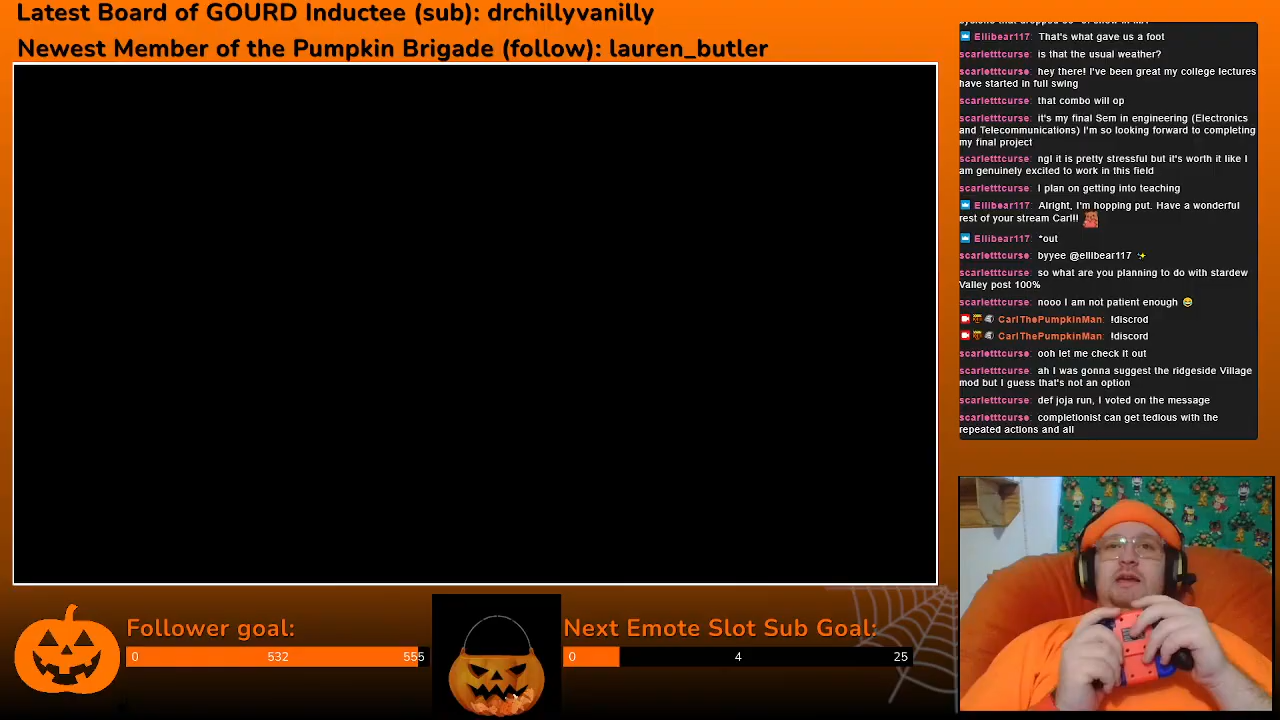 Latest Board of GOURD Inductee (sub): drchillyvanilly
Newest Member of the Pumpkin Brigade (follow): lauren_butler
Ellibear117: That's what gave us a foot
scarletttcurse: is that the usual weather?
scarletttcurse: hey there! I've been great my college lectures
have started in full swing
scarletttcurse: that combo will op
scarletttcurse: it's my final Sem in engineering (Electronics
and Telecommunications) I'm so looking forward to completing
my final project
scarletttcurse: ngl it is pretty stressful but it's worth it like I
am genuinely excited to work in this field
scarletttcurse: I plan on getting into teaching
Ellibear117: Alright, I'm hopping put. Have a wonderful
rest of your stream Carl!!
Ellibear117: *out
scarletttcurse: byyee @ellibear117 ✨
scarletttcurse: so what are you planning to do with stardew
Valley post 100%
scarletttcurse: nooo I am not patient enough 😂
CarlThePumpkinMan: !discrod
CarlThePumpkinMan: !discord
scarletttcurse: ooh let me check it out
scarletttcurse: ah I was gonna suggest the ridgeside Village
mod but I guess that's not an option
scarletttcurse: def joja run, I voted on the message
scarletttcurse: completionist can get tedious with the
repeated actions and all
Follower goal:
0 532 555
Next Emote Slot Sub Goal:
0 4 25